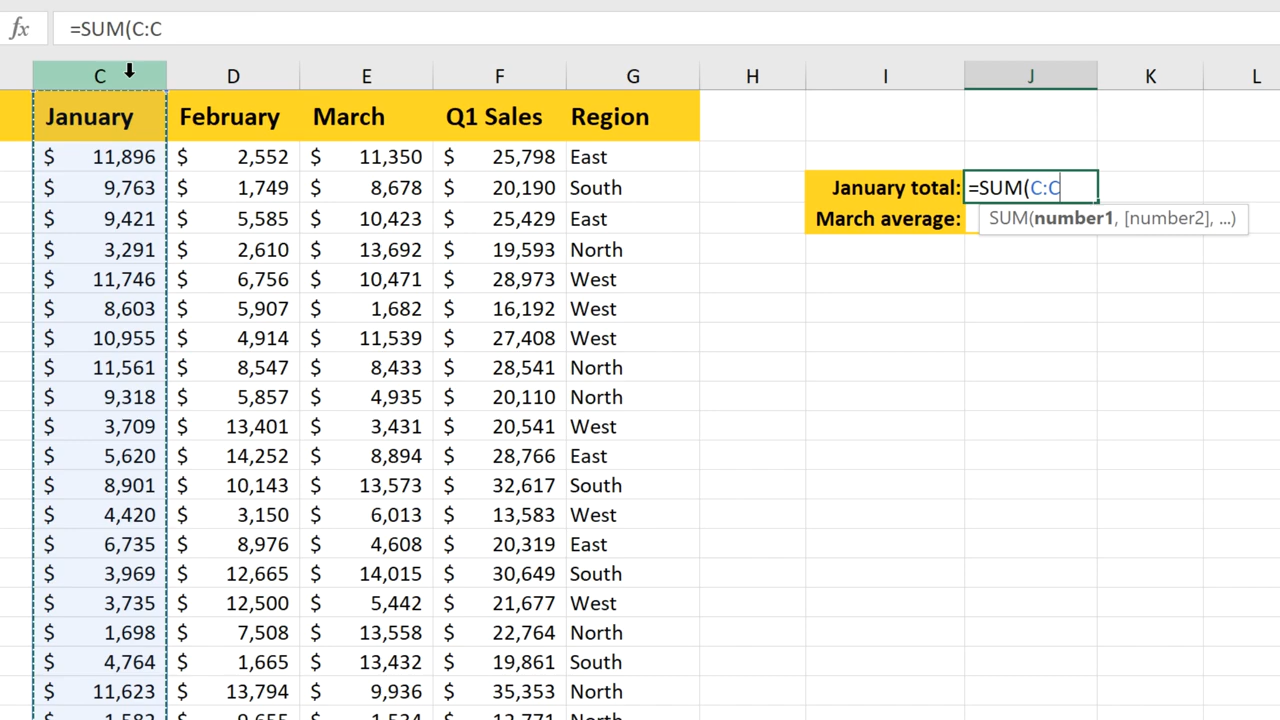 fx =SUM(C:C
C D E F G H I J K L
January February March Q1 Sales Region
$ 11,896 $ 2,552 $ 11,350 $ 25,798 East
$ 9,763 $ 1,749 $ 8,678 $ 20,190 South January total: =SUM(C:C
$ 9,421 $ 5,585 $ 10,423 $ 25,429 East March average: SUM(number1, [number2], ...)
$ 3,291 $ 2,610 $ 13,692 $ 19,593 North
$ 11,746 $ 6,756 $ 10,471 $ 28,973 West
$ 8,603 $ 5,907 $ 1,682 $ 16,192 West
$ 10,955 $ 4,914 $ 11,539 $ 27,408 West
$ 11,561 $ 8,547 $ 8,433 $ 28,541 North
$ 9,318 $ 5,857 $ 4,935 $ 20,110 North
$ 3,709 $ 13,401 $ 3,431 $ 20,541 West
$ 5,620 $ 14,252 $ 8,894 $ 28,766 East
$ 8,901 $ 10,143 $ 13,573 $ 32,617 South
$ 4,420 $ 3,150 $ 6,013 $ 13,583 West
$ 6,735 $ 8,976 $ 4,608 $ 20,319 East
$ 3,969 $ 12,665 $ 14,015 $ 30,649 South
$ 3,735 $ 12,500 $ 5,442 $ 21,677 West
$ 1,698 $ 7,508 $ 13,558 $ 22,764 North
$ 4,764 $ 1,665 $ 13,432 $ 19,861 South
$ 11,623 $ 13,794 $ 9,936 $ 35,353 North
$ 1,582 $ 9,655 $ 1,534 $ 12,771 North